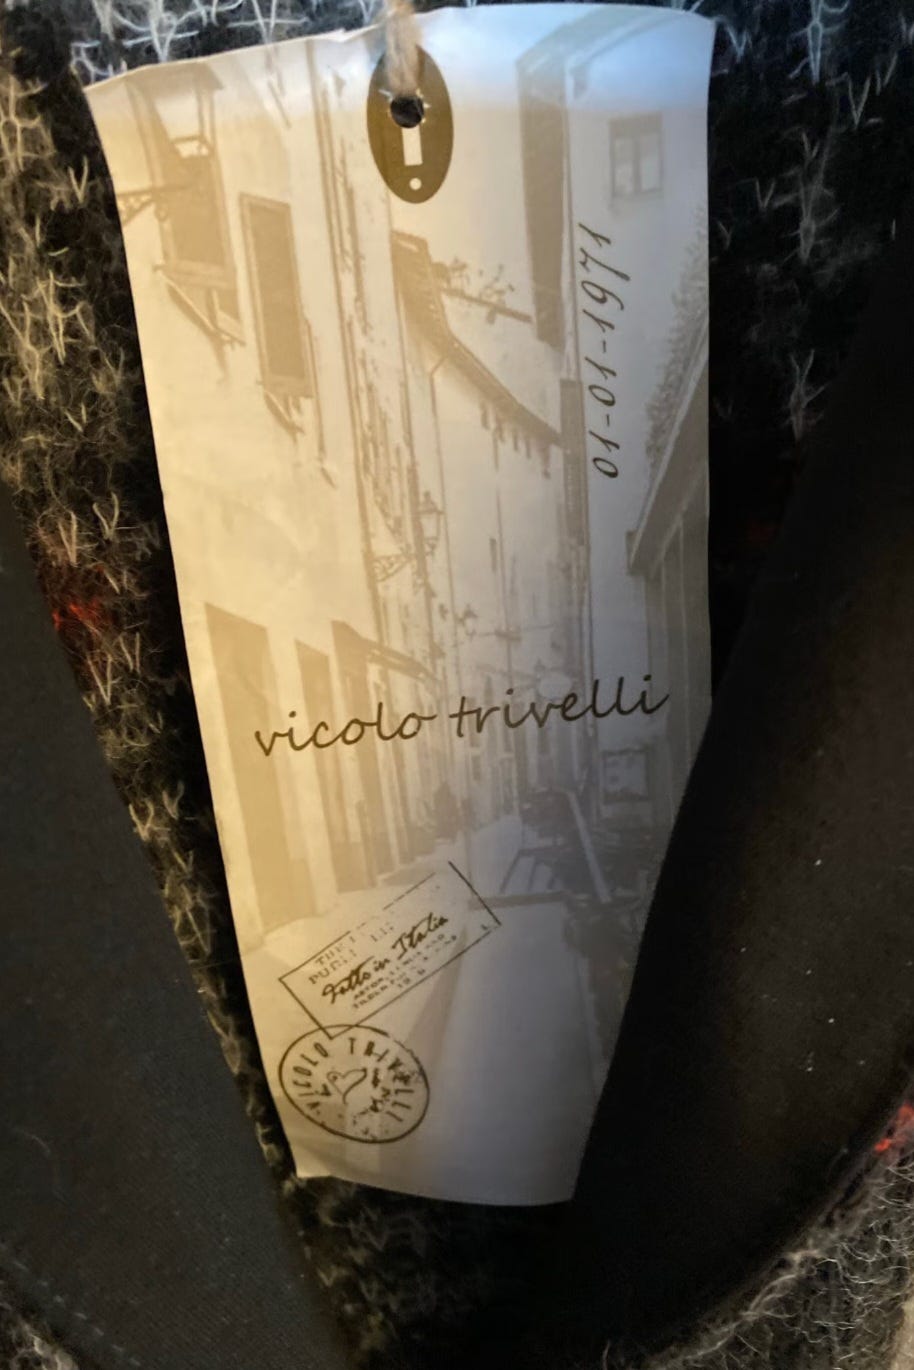 01-01-1971
vicolo trivelli
Fatto in Italia
VICOLO TRIVELLI